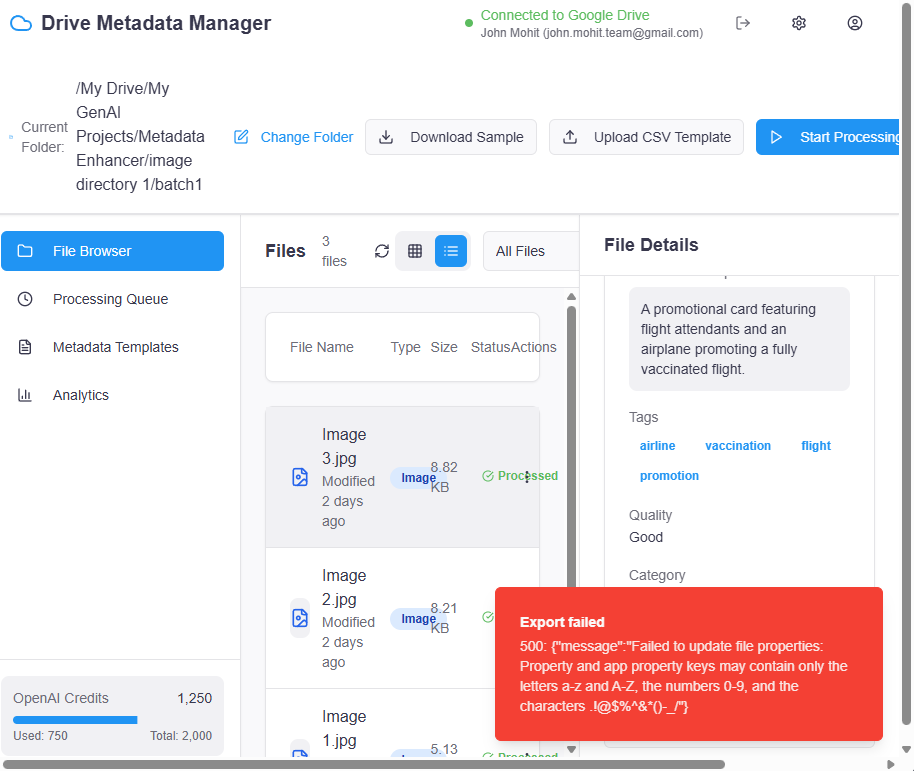 Drive Metadata Manager
Connected to Google Drive
John Mohit (john.mohit.team@gmail.com)
Current
Folder:
/My Drive/My
GenAI
Projects/Metadata
Enhancer/image
directory 1/batch1
Change Folder
Download Sample
Upload CSV Template
Start Processing
File Browser
Processing Queue
Metadata Templates
Analytics
OpenAI Credits
1,250
Used: 750
Total: 2,000
Files
3
files
All Files
File Name
Type
Size
Status
Actions
Image
3.jpg
Modified
2 days
ago
Image
8.82
KB
Processed
Image
2.jpg
Modified
2 days
ago
Image
8.21
KB
Image
1.jpg
5.13
Processed
File Details
A promotional card featuring
flight attendants and an
airplane promoting a fully
vaccinated flight.
Tags
airline
vaccination
flight
promotion
Quality
Good
Category
Export failed
500: {"message":"Failed to update file properties:
Property and app property keys may contain only the
letters a-z and A-Z, the numbers 0-9, and the
characters .!@$%^&*()-_/"}